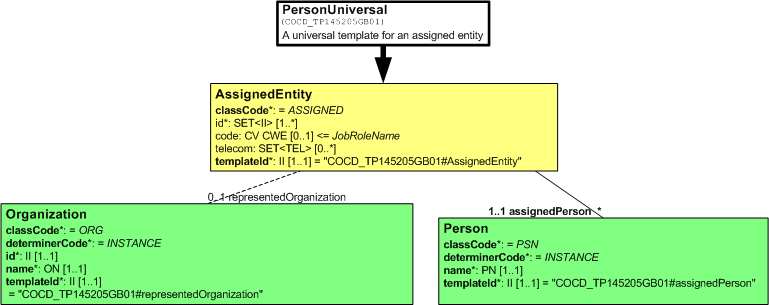 PersonUniversal
(COCD_TP145205GB01)
A universal template for an assigned entity
AssignedEntity
classCode*: = ASSIGNED
id*: SET<II> [1..*]
code: CV CWE [0..1] <= JobRoleName
telecom: SET<TEL> [0..*]
templateId*: II [1..1] = "COCD_TP145205GB01#AssignedEntity"
0..1 representedOrganization
Organization
classCode*: = ORG
determinerCode*: = INSTANCE
id*: II [1..1]
name*: ON [1..1]
templateId*: II [1..1]
= "COCD_TP145205GB01#representedOrganization"
1..1 assignedPerson *
Person
classCode*: = PSN
determinerCode*: = INSTANCE
name*: PN [1..1]
templateId*: II [1..1] = "COCD_TP145205GB01#assignedPerson"